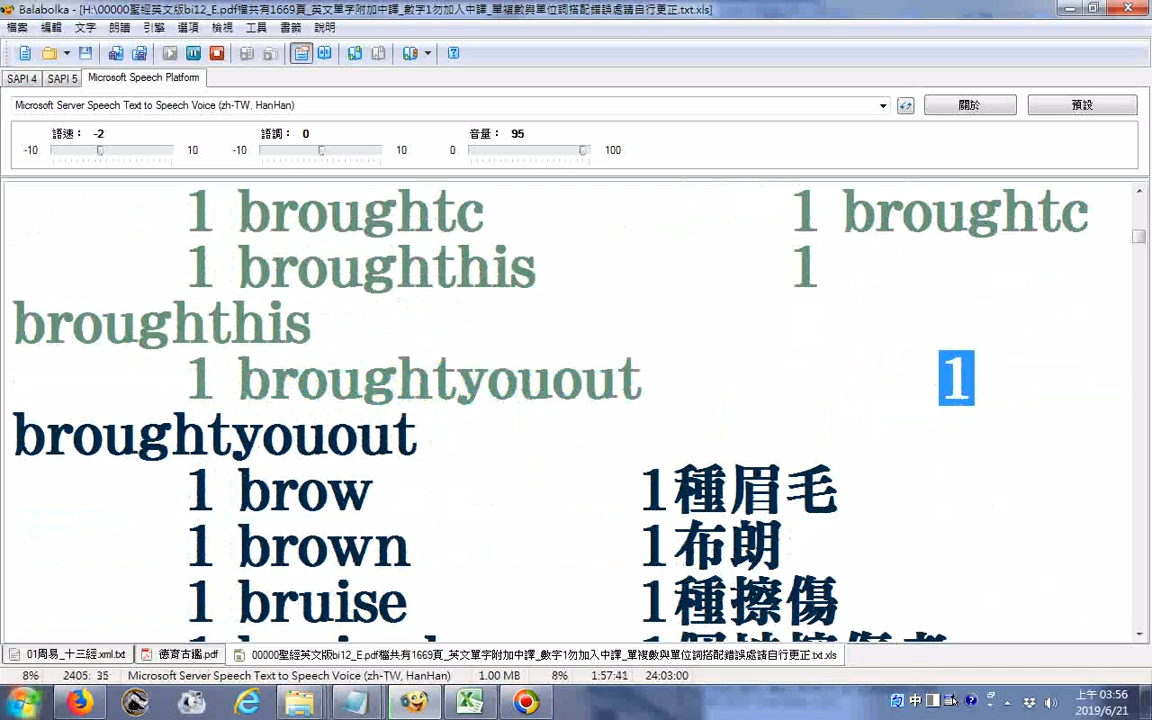 Balabolka - [H:\00000聖經英文版bi12_E.pdf檔共有1669頁_英文單字附加中譯_數字1勿加入中譯_單複數與單位詞搭配錯誤處請自行更正.txt.xls]
檔案 編輯 文字 朗讀 引擎 選項 檢視 工具 書籤 說明
SAPI 4 SAPI 5 Microsoft Speech Platform
Microsoft Server Speech Text to Speech Voice (zh-TW, HanHan) 關於 預設
語速： -2 語調： 0 音量： 95
-10 10 -10 10 0 100
1 broughtc 1 broughtc
1 broughthis 1
broughthis
1 broughtyouout 1
broughtyouout
1 brow 1種眉毛
1 brown 1布朗
1 bruise 1種擦傷
01周易_十三經.xml.txt 德育古鑑.pdf 00000聖經英文版bi12_E.pdf檔共有1669頁_英文單字附加中譯_數字1勿加入中譯_單複數與單位詞搭配錯誤處請自行更正.txt.xls
8% 2405: 35 Microsoft Server Speech Text to Speech Voice (zh-TW, HanHan) 1.00 MB 8% 1:57:41 24:03:00
中 上午 03:56
2019/6/21